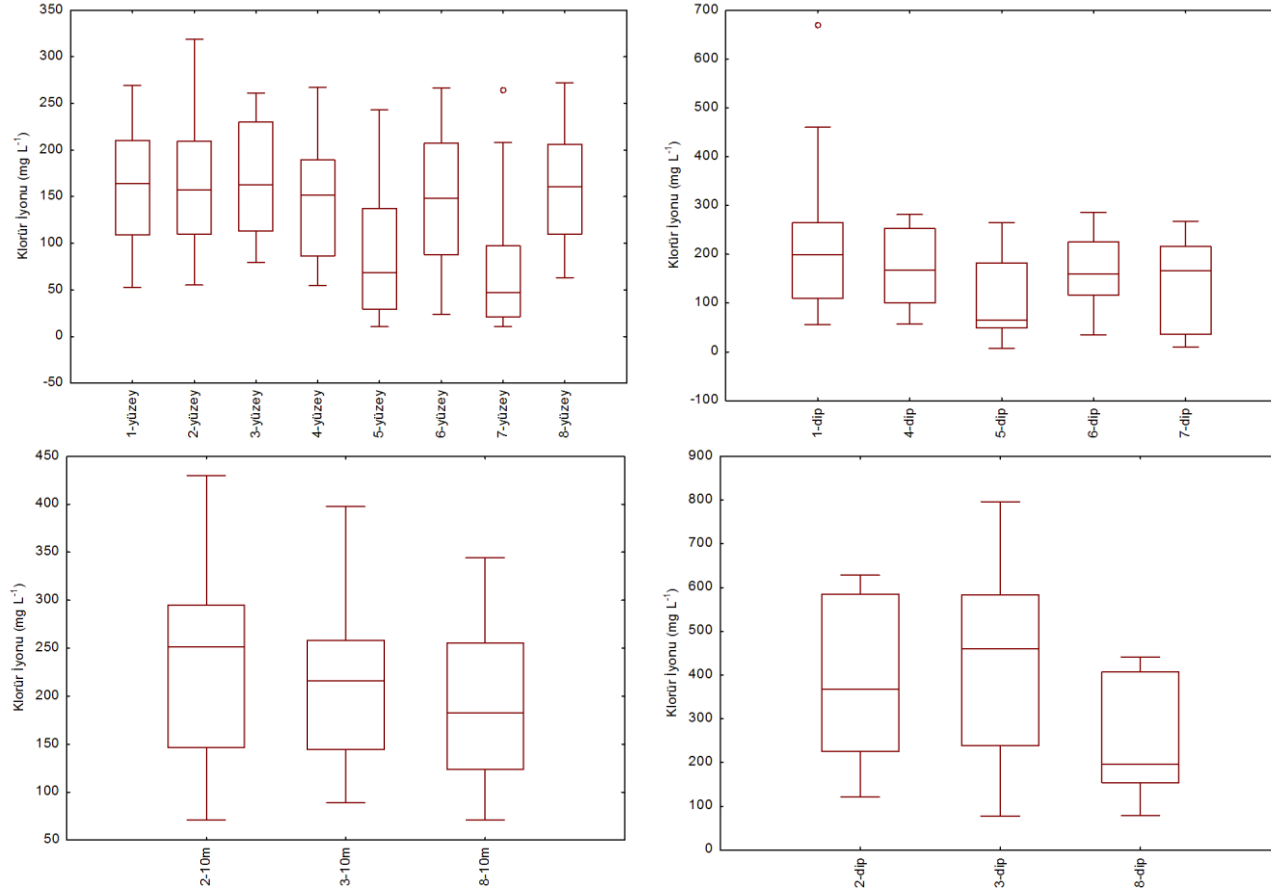 350
300
250
200
150
100
50
0
-50
Klorür İyonu (mg L⁻¹)
1-yüzey
2-yüzey
3-yüzey
4-yüzey
5-yüzey
6-yüzey
7-yüzey
8-yüzey
700
600
500
400
300
200
100
0
-100
Klorür İyonu (mg L⁻¹)
1-dip
4-dip
5-dip
6-dip
7-dip
450
400
350
300
250
200
150
100
50
Klorür İyonu (mg L⁻¹)
2-10m
3-10m
8-10m
900
800
700
600
500
400
300
200
100
0
Klorür İyonu (mg L⁻¹)
2-dip
3-dip
8-dip